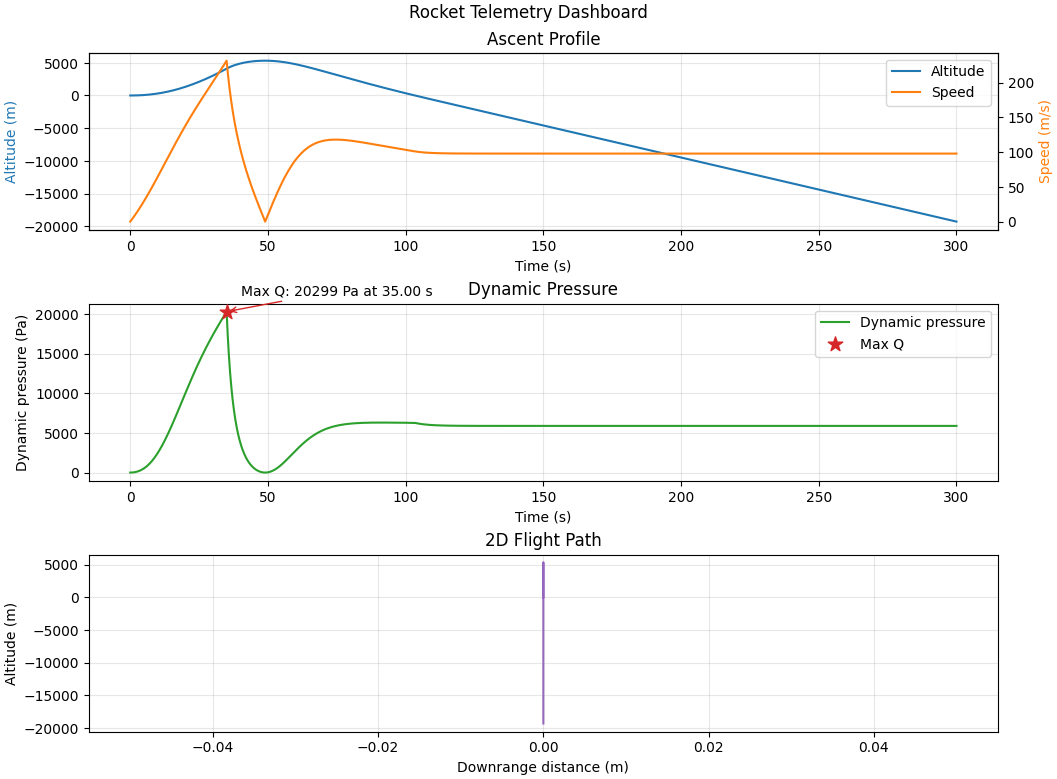 Rocket Telemetry Dashboard
Ascent Profile
Altitude (m)
5000
0
−5000
−10000
−15000
−20000
Altitude
Speed
200
150
100
50
0
Speed (m/s)
0 50 100 150 200 250 300
Time (s)
Max Q: 20299 Pa at 35.00 s
Dynamic Pressure
Dynamic pressure (Pa)
20000
15000
10000
5000
0
Dynamic pressure
Max Q
0 50 100 150 200 250 300
Time (s)
2D Flight Path
Altitude (m)
5000
0
−5000
−10000
−15000
−20000
−0.04 −0.02 0.00 0.02 0.04
Downrange distance (m)